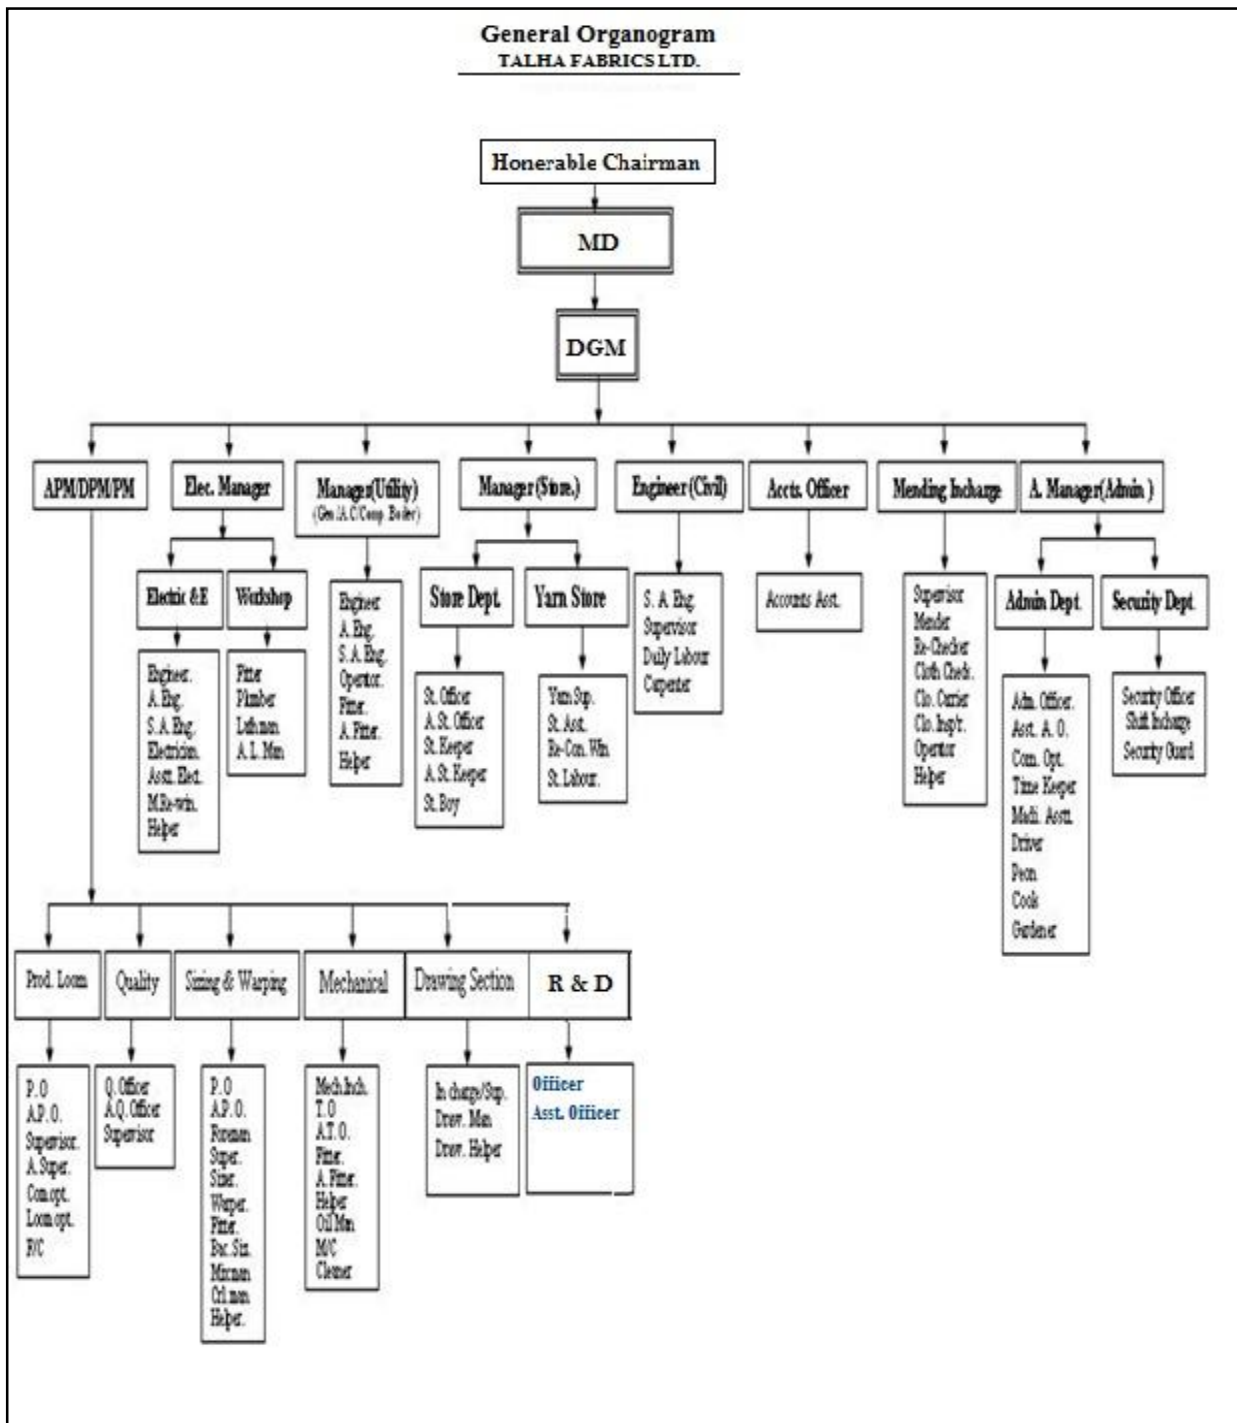 General Organogram
TALHA FABRICS LTD.
Honerable Chairman
MD
DGM
APM/DPM/PM
Elec. Manager
Manager(Utility)
(Gen./A.C/Comp. Boiler)
Manager (Store.)
Engineer (Civil)
Accts. Officer
Mending Incharge
A. Manager(Admin )
Electric &E
Workshop
Store Dept.
Yarn Store
Admin Dept.
Security Dept.
Engineer.
A. Eng.
S. A. Eng.
Electrician.
Asst. Elect.
M.Re-win.
Helper
Fitter
Plumber
Lathman.
A. L. Man
Engineer
A. Eng.
S. A. Eng.
Operator.
Fitter.
A. Fitter.
Helper
St. Officer
A. St. Officer
St. Keeper
A. St. Keeper
St. Boy
Yarn Sup.
St. Asst.
Re-Con. Win
St. Labour.
S. A. Eng.
Supervisor
Daily Labour
Carpenter
Accounts Asst.
Supervisor
Mender
Re-Checker
Cloth Check.
Clo. Carrier
Clo. Insp't.
Operator
Helper
Adm. Officer.
Asst. A. O.
Com. Opt.
Time Keeper
Madi. Asstt.
Driver
Peon
Cook
Gardener
Security Officer
Shift Incharge
Security Guard
Prod. Loom
Quality
Sizing & Warping
Mechanical
Drawing Section
R & D
P. O
A.P. O.
Supervisor.
A. Super.
Com.opt.
Loom opt.
F/C
Q. Officer
A.Q. Officer
Supervisor
P. O
A.P. O.
Foreman
Super.
Sizer.
Warper.
Fitter.
Bac. Siz.
Mixman
Crl. man
Helper.
Mech.Inch.
T. O
A.T. O.
Fitter.
A. Fitter.
Helper
Oil Man
M/C
Cleaner
In charge/Sup.
Draw. Man
Draw. Helper
Officer
Asst. Officer